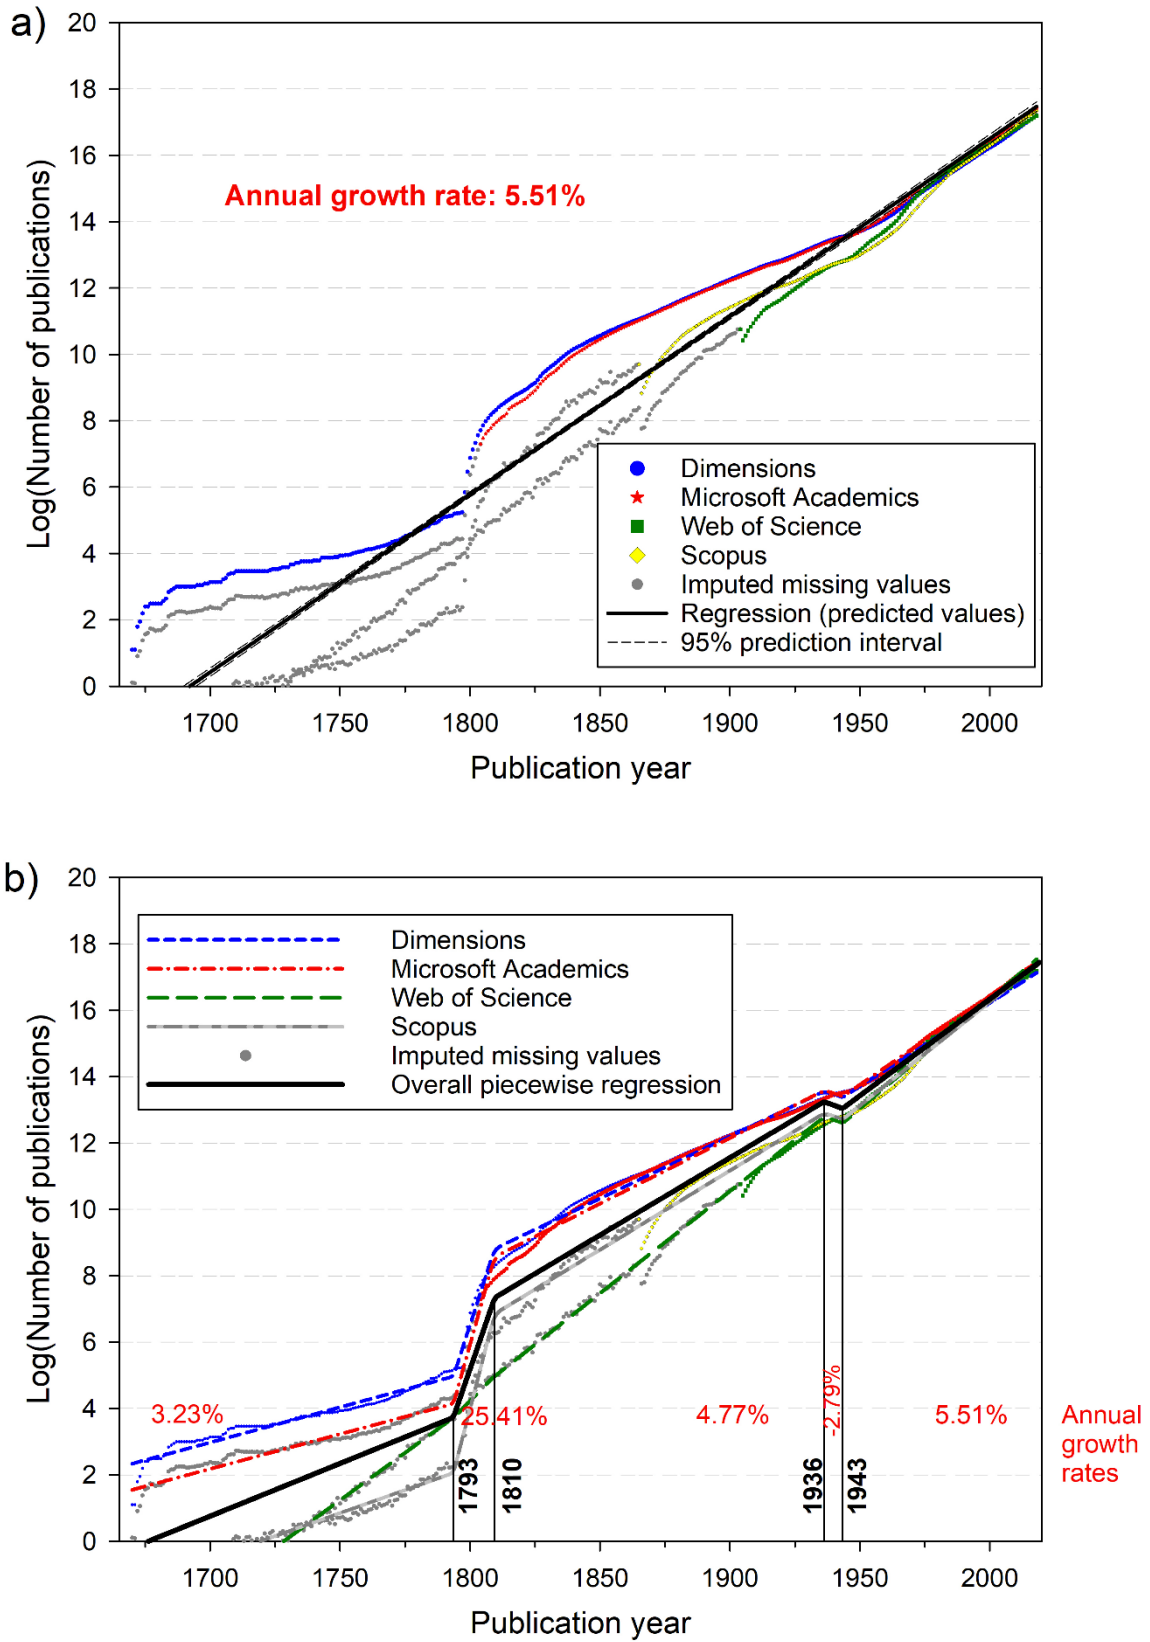 a)
20
18
16
14
12
10
8
6
4
2
0
Log(Number of publications)
Annual growth rate: 5.51%
Dimensions
Microsoft Academics
Web of Science
Scopus
Imputed missing values
Regression (predicted values)
95% prediction interval
1700 1750 1800 1850 1900 1950 2000
Publication year
b)
20
18
16
14
12
10
8
6
4
2
0
Log(Number of publications)
Dimensions
Microsoft Academics
Web of Science
Scopus
Imputed missing values
Overall piecewise regression
3.23%
25.41%
4.77%
-2.79%
5.51%
Annual
growth
rates
1793
1810
1936
1943
1700 1750 1800 1850 1900 1950 2000
Publication year